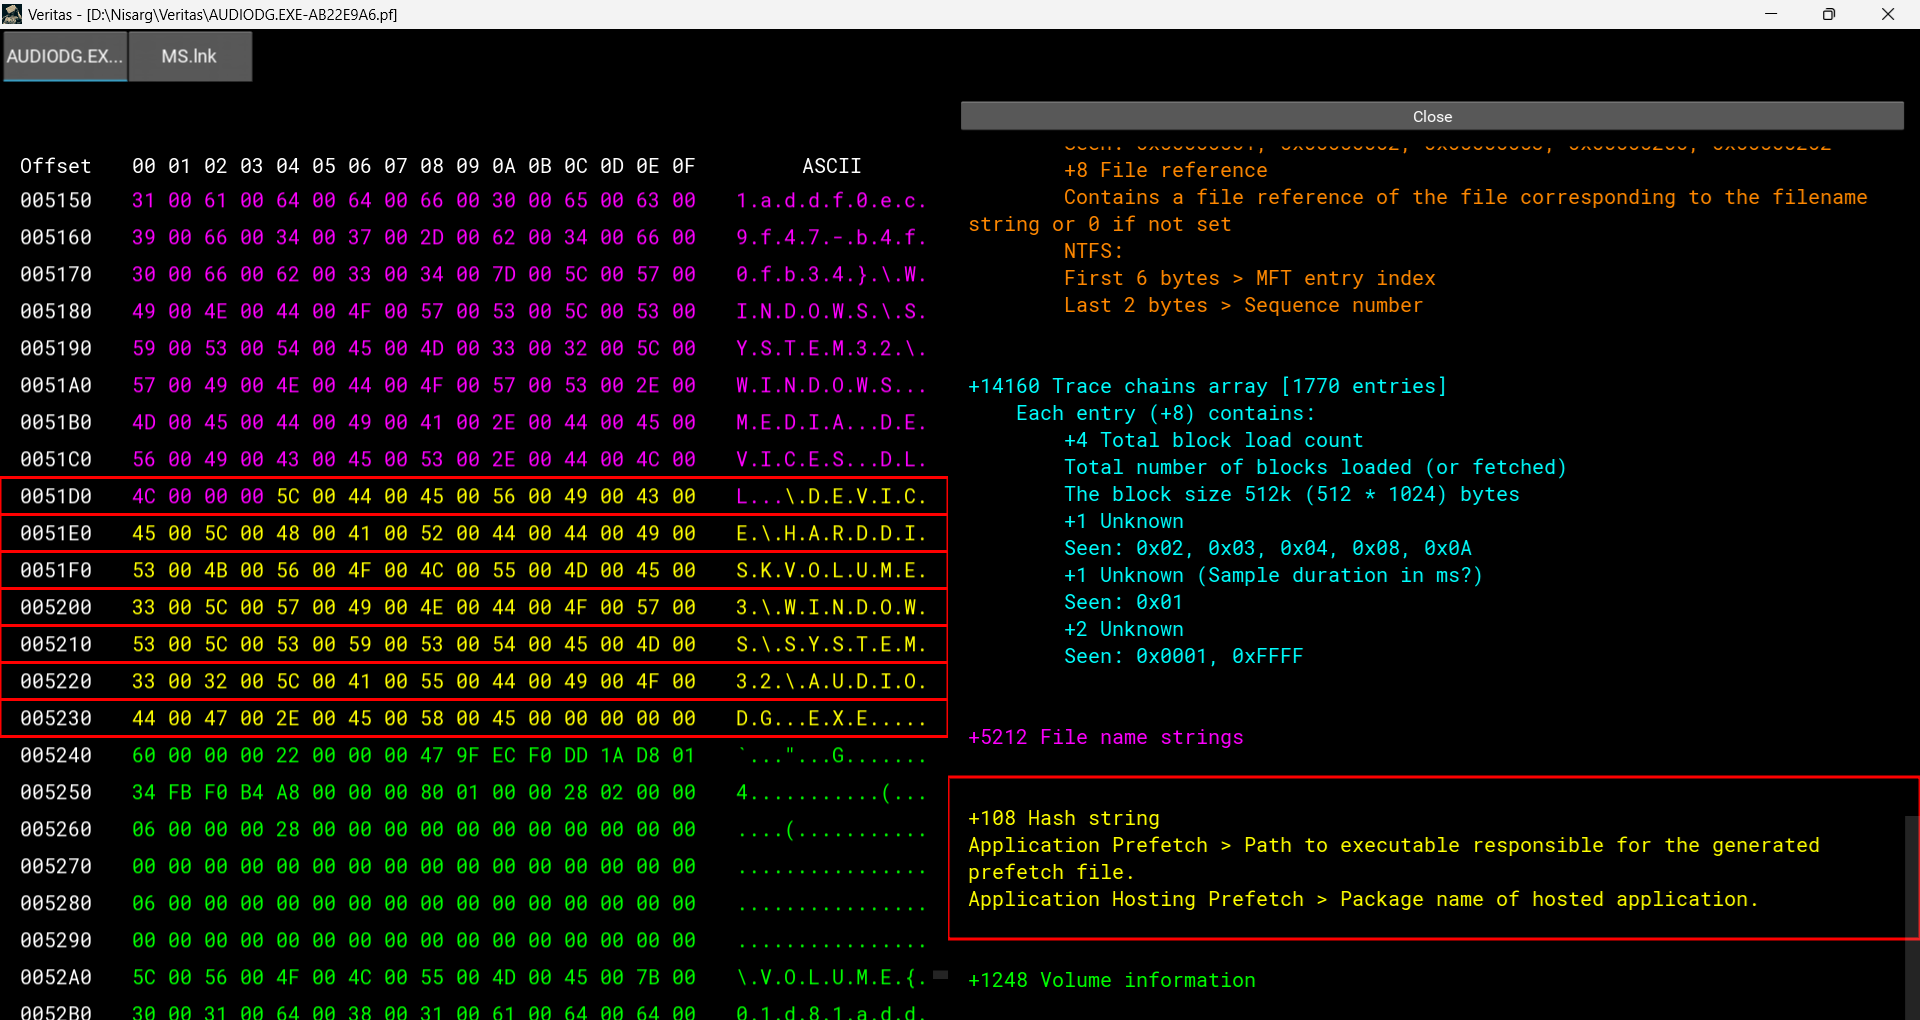 Veritas - [D:\Nisarg\Veritas\AUDIODG.EXE-AB22E9A6.pf]
AUDIODG.EX... MS.lnk
Close
Offset 00 01 02 03 04 05 06 07 08 09 0A 0B 0C 0D 0E 0F ASCII
005150 31 00 61 00 64 00 64 00 66 00 30 00 65 00 63 00 1.a.d.d.f.0.e.c.
005160 39 00 66 00 34 00 37 00 2D 00 62 00 34 00 66 00 9.f.4.7.-.b.4.f.
005170 30 00 66 00 62 00 33 00 34 00 7D 00 5C 00 57 00 0.f.b.3.4.}.\.W.
005180 49 00 4E 00 44 00 4F 00 57 00 53 00 5C 00 53 00 I.N.D.O.W.S.\.S.
005190 59 00 53 00 54 00 45 00 4D 00 33 00 32 00 5C 00 Y.S.T.E.M.3.2.\.
0051A0 57 00 49 00 4E 00 44 00 4F 00 57 00 53 00 2E 00 W.I.N.D.O.W.S...
0051B0 4D 00 45 00 44 00 49 00 41 00 2E 00 44 00 45 00 M.E.D.I.A...D.E.
0051C0 56 00 49 00 43 00 45 00 53 00 2E 00 44 00 4C 00 V.I.C.E.S...D.L.
0051D0 4C 00 00 00 5C 00 44 00 45 00 56 00 49 00 43 00 L...\.D.E.V.I.C.
0051E0 45 00 5C 00 48 00 41 00 52 00 44 00 44 00 49 00 E.\.H.A.R.D.D.I.
0051F0 53 00 4B 00 56 00 4F 00 4C 00 55 00 4D 00 45 00 S.K.V.O.L.U.M.E.
005200 33 00 5C 00 57 00 49 00 4E 00 44 00 4F 00 57 00 3.\.W.I.N.D.O.W.
005210 53 00 5C 00 53 00 59 00 53 00 54 00 45 00 4D 00 S.\.S.Y.S.T.E.M.
005220 33 00 32 00 5C 00 41 00 55 00 44 00 49 00 4F 00 3.2.\.A.U.D.I.O.
005230 44 00 47 00 2E 00 45 00 58 00 45 00 00 00 00 00 D.G...E.X.E.....
005240 60 00 00 00 22 00 00 00 47 9F EC F0 DD 1A D8 01 `..."...G.......
005250 34 FB F0 B4 A8 00 00 00 80 01 00 00 28 02 00 00 4...........(...
005260 06 00 00 00 28 00 00 00 00 00 00 00 00 00 00 00 ....(...........
005270 00 00 00 00 00 00 00 00 00 00 00 00 00 00 00 00 ................
005280 06 00 00 00 00 00 00 00 00 00 00 00 00 00 00 00 ................
005290 00 00 00 00 00 00 00 00 00 00 00 00 00 00 00 00 ................
0052A0 5C 00 56 00 4F 00 4C 00 55 00 4D 00 45 00 7B 00 \.V.O.L.U.M.E.{.
0052B0 30 00 31 00 64 00 38 00 31 00 61 00 64 00 64 00 0.1.d.8.1.a.d.d.
+8 File reference
Contains a file reference of the file corresponding to the filename
string or 0 if not set
NTFS:
First 6 bytes > MFT entry index
Last 2 bytes > Sequence number
+14160 Trace chains array [1770 entries]
Each entry (+8) contains:
+4 Total block load count
Total number of blocks loaded (or fetched)
The block size 512k (512 * 1024) bytes
+1 Unknown
Seen: 0x02, 0x03, 0x04, 0x08, 0x0A
+1 Unknown (Sample duration in ms?)
Seen: 0x01
+2 Unknown
Seen: 0x0001, 0xFFFF
+5212 File name strings
+108 Hash string
Application Prefetch > Path to executable responsible for the generated
prefetch file.
Application Hosting Prefetch > Package name of hosted application.
+1248 Volume information